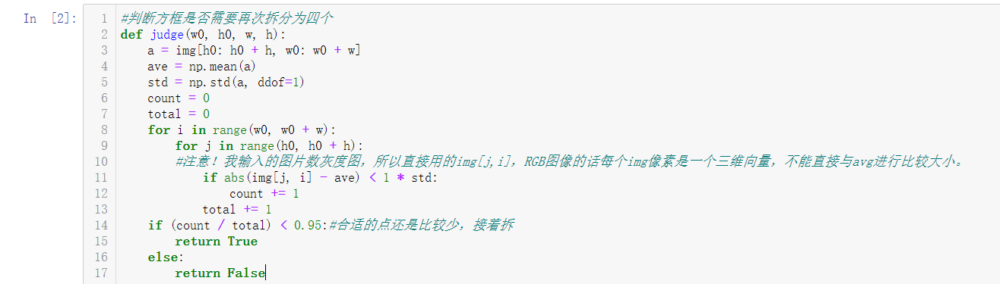 In [2]:
1 #判断方框是否需要再次拆分为四个
2 def judge(w0, h0, w, h):
3     a = img[h0: h0 + h, w0: w0 + w]
4     ave = np.mean(a)
5     std = np.std(a, ddof=1)
6     count = 0
7     total = 0
8     for i in range(w0, w0 + w):
9         for j in range(h0, h0 + h):
10         #注意！我输入的图片数灰度图，所以直接用的img[j,i]，RGB图像的话每个img像素是一个三维向量，不能直接与avg进行比较大小。
11             if abs(img[j, i] - ave) < 1 * std:
12                 count += 1
13             total += 1
14     if (count / total) < 0.95:#合适的点还是比较少，接着拆
15         return True
16     else:
17         return False